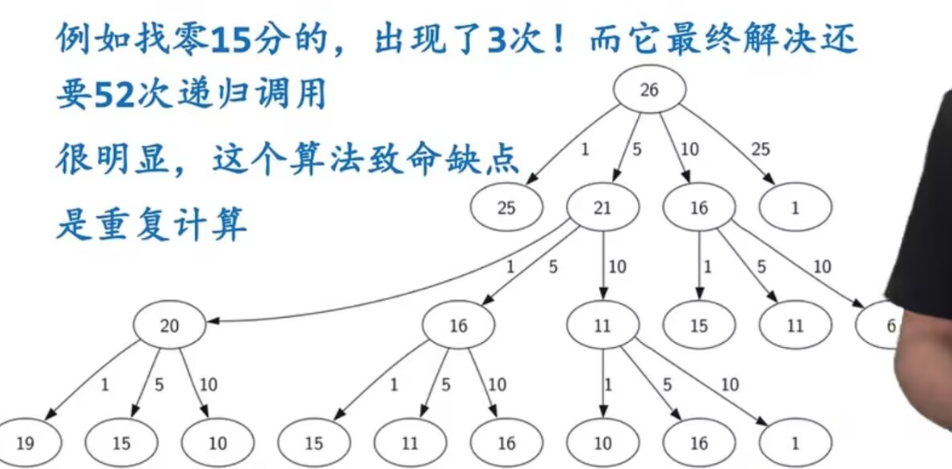 例如找零15分的，出现了3次！而它最终解决还
要52次递归调用
很明显，这个算法致命缺点
是重复计算
26
1 5 10 25
25 21 16 1
1 5 10 1 5 10
20 16 11 15 11 6
1 5 10 1 5 10 1 5 10
19 15 10 15 11 16 10 16 1